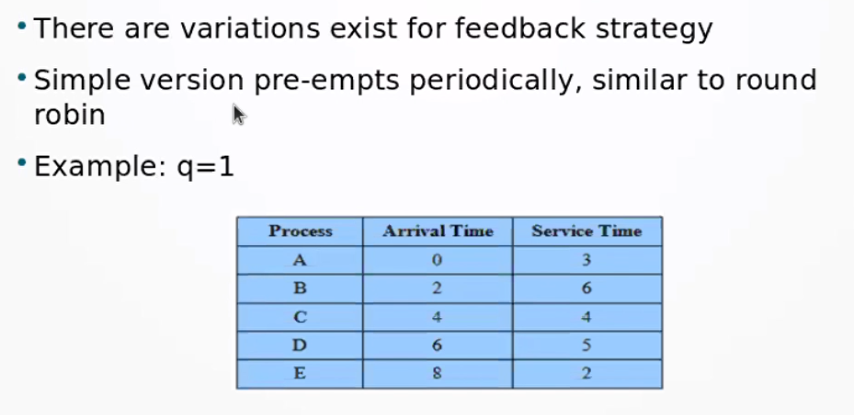 • There are variations exist for feedback strategy
• Simple version pre-empts periodically, similar to round
robin
• Example: q=1
Process Arrival Time Service Time
A 0 3
B 2 6
C 4 4
D 6 5
E 8 2